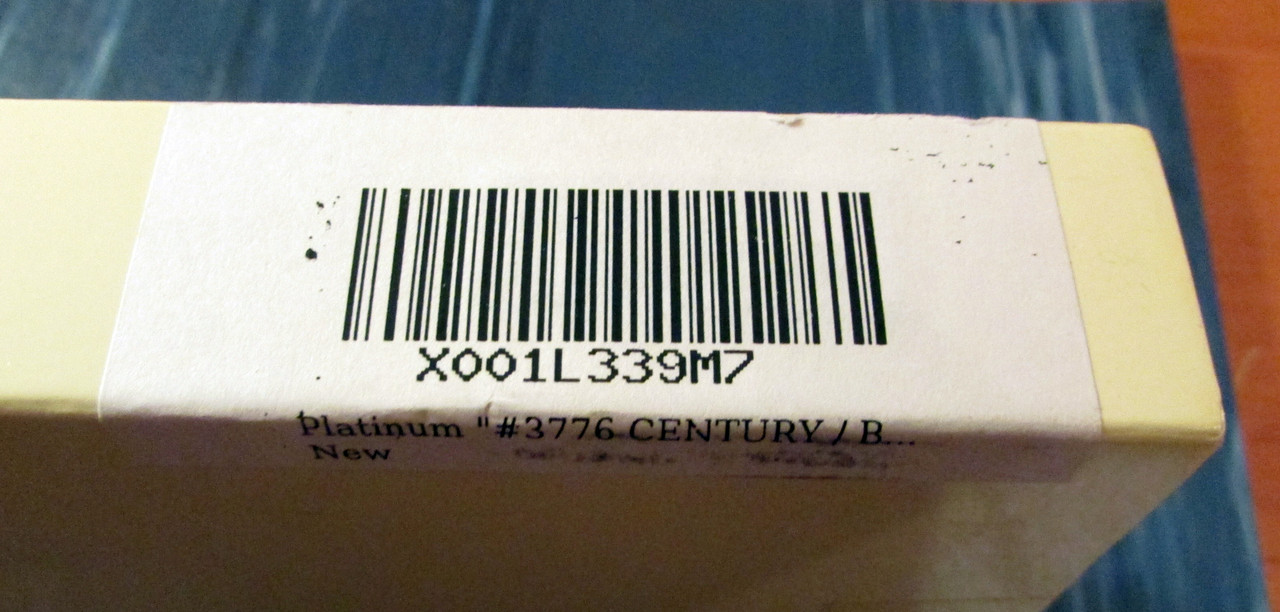 X001L339M7
Platinum "#3776 CENTURY / B...
New